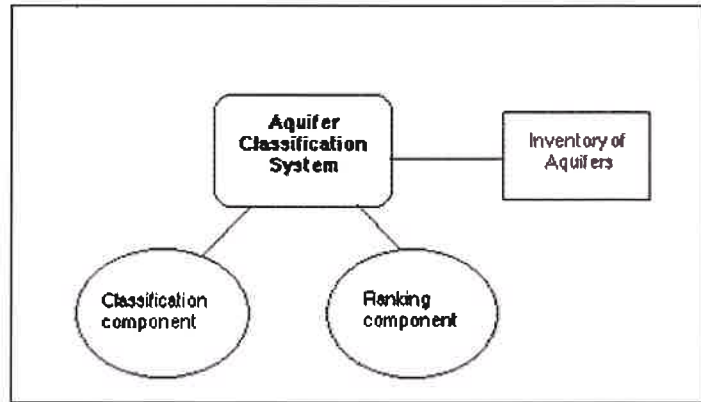 Aquifer
Classification
System
Inventory of
Aquifers
Classification
component
Ranking
component